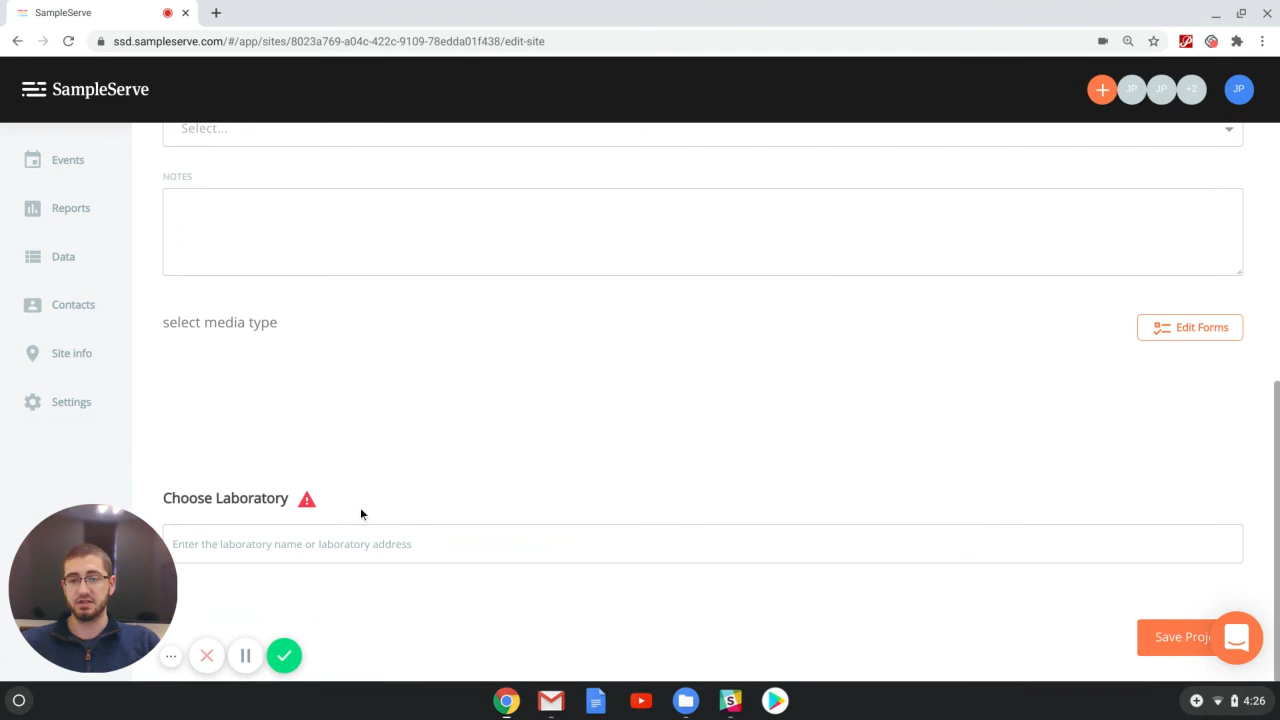 SampleServe
ssd.sampleserve.com/#/app/sites/8023a769-a04c-422c-9109-78edda01f438/edit-site
SampleServe
JP
JP
+2
JP
Events
Reports
Data
Contacts
Site info
Settings
Select...
NOTES
select media type
Edit Forms
Choose Laboratory
Enter the laboratory name or laboratory address
Save Proj
4:26